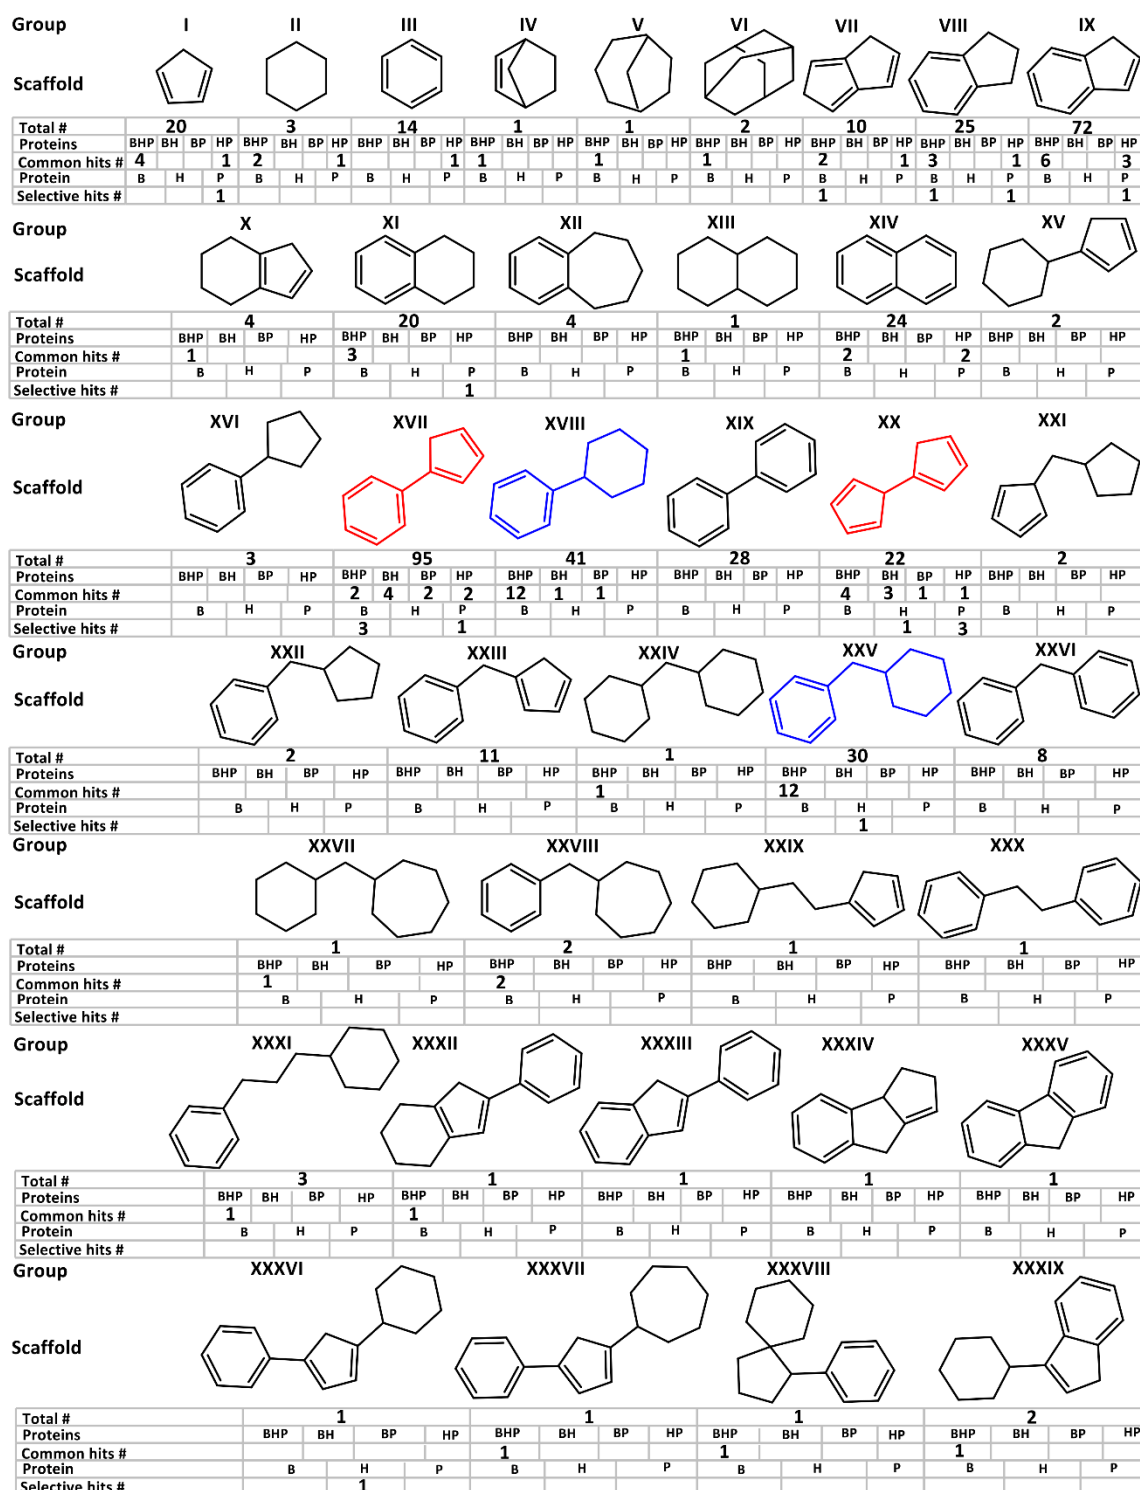 Group I II III IV V VI VII VIII IX
Scaffold
Total # 20 3 14 1 1 2 10 25 72
Proteins BHP BH BP HP BHP BH BP HP BHP BH BP HP BHP BH BP HP BHP BH BP HP BHP BH BP HP BHP BH BP HP BHP BH BP HP BHP BH BP HP
Common hits # 4 1 2 1 1 1 1 1 2 1 3 1 6 3
Protein B H P B H P B H P B H P B H P B H P B H P B H P B H P
Selective hits # 1 1 1 1 1
Group X XI XII XIII XIV XV
Scaffold
Total # 4 20 4 1 24 2
Proteins BHP BH BP HP BHP BH BP HP BHP BH BP HP BHP BH BP HP BHP BH BP HP BHP BH BP HP
Common hits # 1 3 1 2 2
Protein B H P B H P B H P B H P B H P B H P
Selective hits # 1
Group XVI XVII XVIII XIX XX XXI
Scaffold
Total # 3 95 41 28 22 2
Proteins BHP BH BP HP BHP BH BP HP BHP BH BP HP BHP BH BP HP BHP BH BP HP BHP BH BP HP
Common hits # 2 4 2 2 12 1 1 4 3 1 1
Protein B H P B H P B H P B H P B H P B H P
Selective hits # 3 1 1 3
Group XXII XXIII XXIV XXV XXVI
Scaffold
Total # 2 11 1 30 8
Proteins BHP BH BP HP BHP BH BP HP BHP BH BP HP BHP BH BP HP BHP BH BP HP
Common hits # 1 12
Protein B H P B H P B H P B H P B H P
Selective hits # 1
Group XXVII XXVIII XXIX XXX
Scaffold
Total # 1 2 1 1
Proteins BHP BH BP HP BHP BH BP HP BHP BH BP HP BHP BH BP HP
Common hits # 1 2
Protein B H P B H P B H P B H P
Selective hits #
Group XXXI XXXII XXXIII XXXIV XXXV
Scaffold
Total # 3 1 1 1 1
Proteins BHP BH BP HP BHP BH BP HP BHP BH BP HP BHP BH BP HP BHP BH BP HP
Common hits # 1 1
Protein B H P B H P B H P B H P B H P
Selective hits #
Group XXXVI XXXVII XXXVIII XXXIX
Scaffold
Total # 1 1 1 2
Proteins BHP BH BP HP BHP BH BP HP BHP BH BP HP BHP BH BP HP
Common hits # 1 1 1
Protein B H P B H P B H P B H P
Selective hits # 1